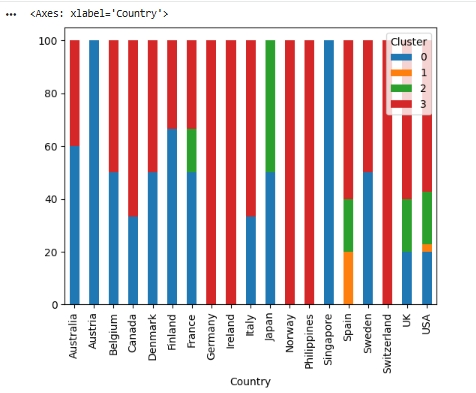 <Axes: xlabel='Country'>
Cluster
0
1
2
3
100
80
60
40
20
0
Australia
Austria
Belgium
Canada
Denmark
Finland
France
Germany
Ireland
Italy
Japan
Norway
Philippines
Singapore
Spain
Sweden
Switzerland
UK
USA
Country